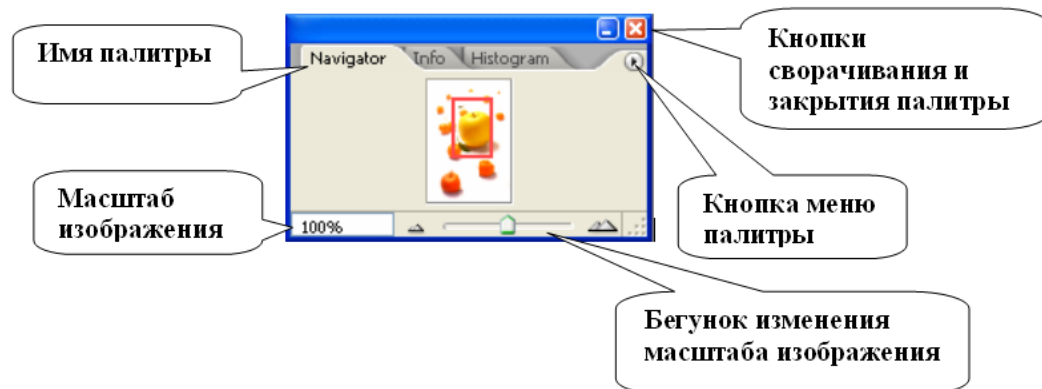 Имя палитры
Navigator
Info
Histogram
Кнопки
сворачивания и
закрытия палитры
Масштаб
изображения
100%
Кнопка меню
палитры
Бегунок изменения
масштаба изображения